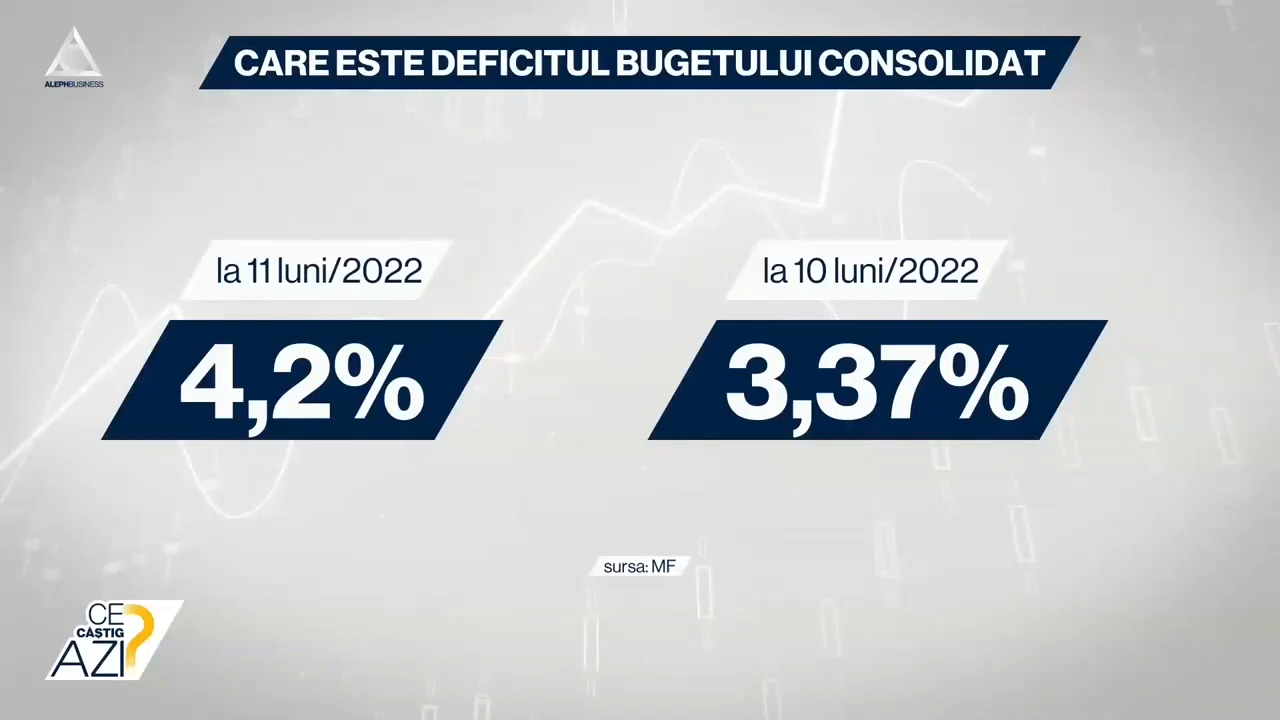 ALEPHBUSINESS
CARE ESTE DEFICITUL BUGETULUI CONSOLIDAT
la 11 luni/2022
4,2%
la 10 luni/2022
3,37%
sursa: MF
CE
CÂȘTIG
AZI?